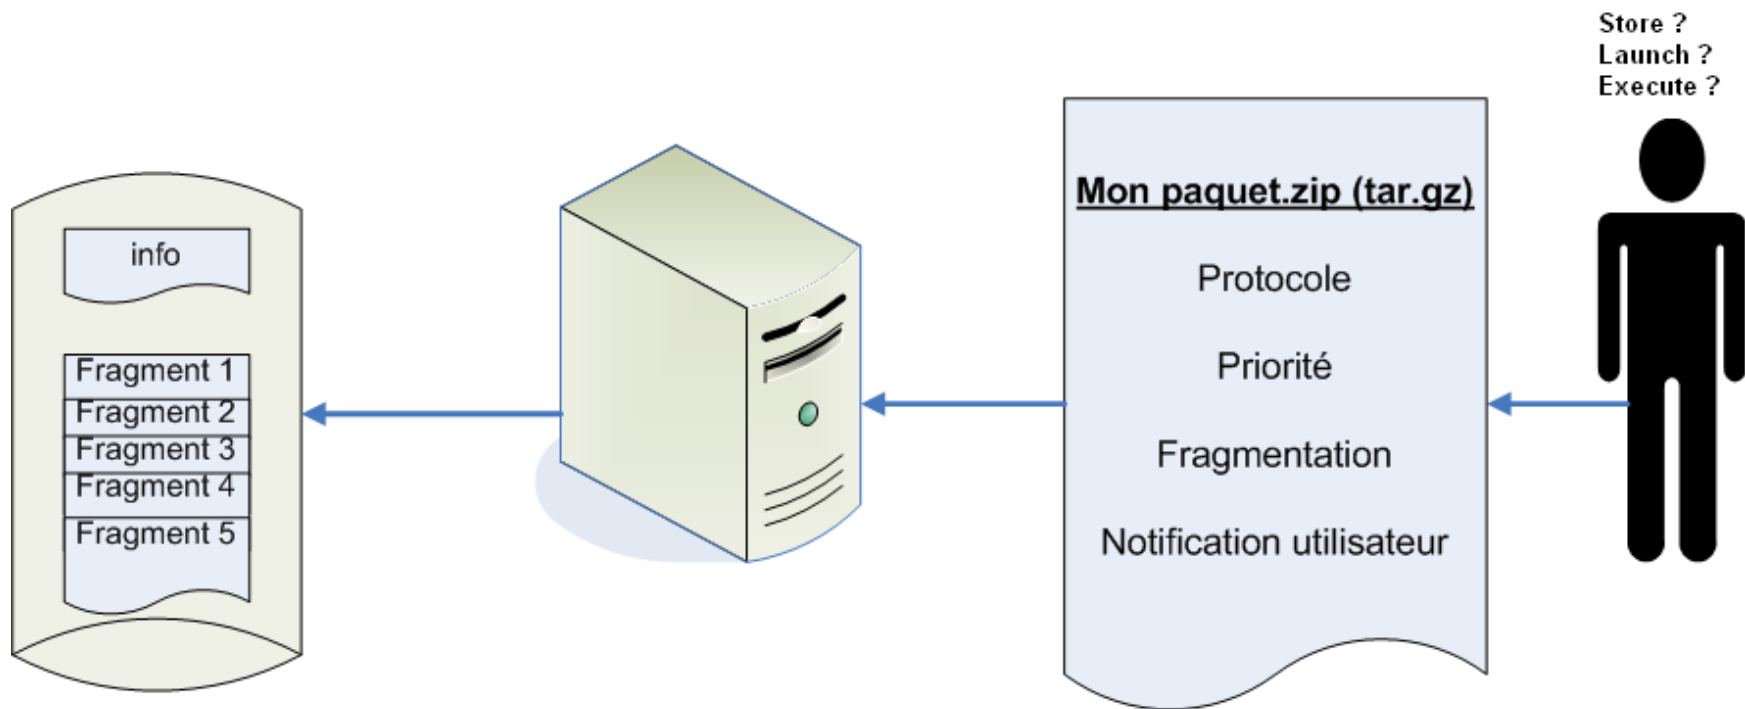 Store ?
Launch ?
Execute ?
Mon paquet.zip (tar.gz)
Protocole
Priorité
Fragmentation
Notification utilisateur
info
Fragment 1
Fragment 2
Fragment 3
Fragment 4
Fragment 5